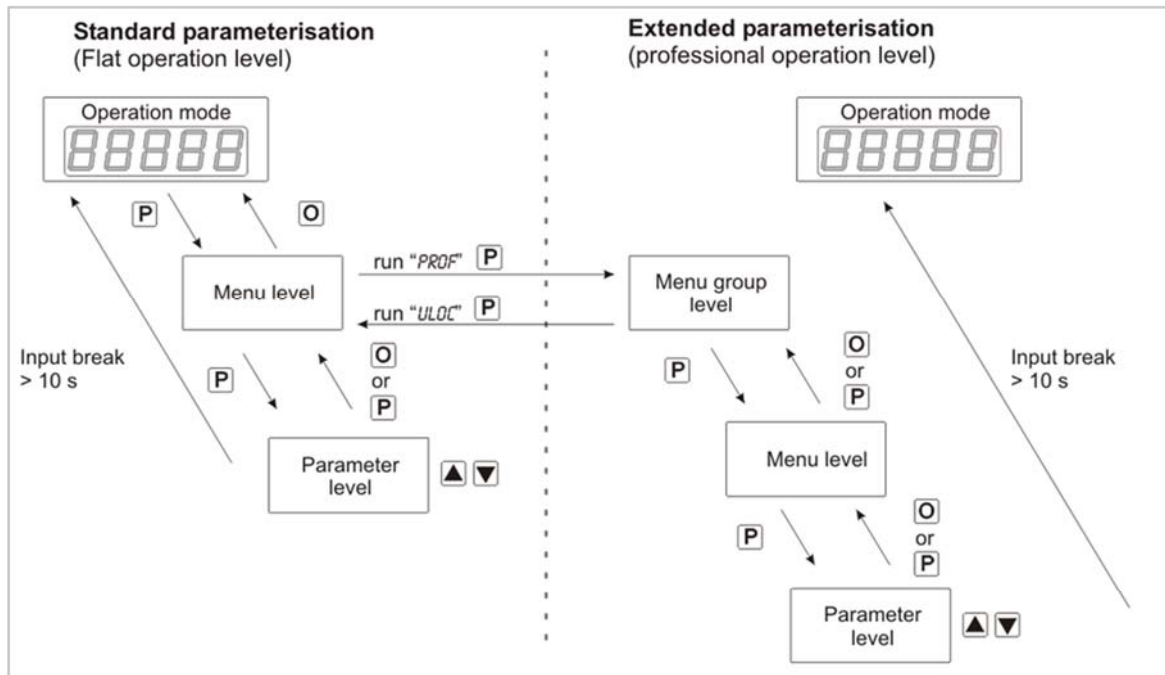 Standard parameterisation
(Flat operation level)
Operation mode
88888
P
O
Menu level
run "PROF" P
run "ULOC" P
P
O
or
P
Input break
> 10 s
Parameter
level
▲ ▼
Extended parameterisation
(professional operation level)
Operation mode
88888
Menu group
level
P
O
or
P
Input break
> 10 s
Menu level
P
O
or
P
Parameter
level
▲ ▼